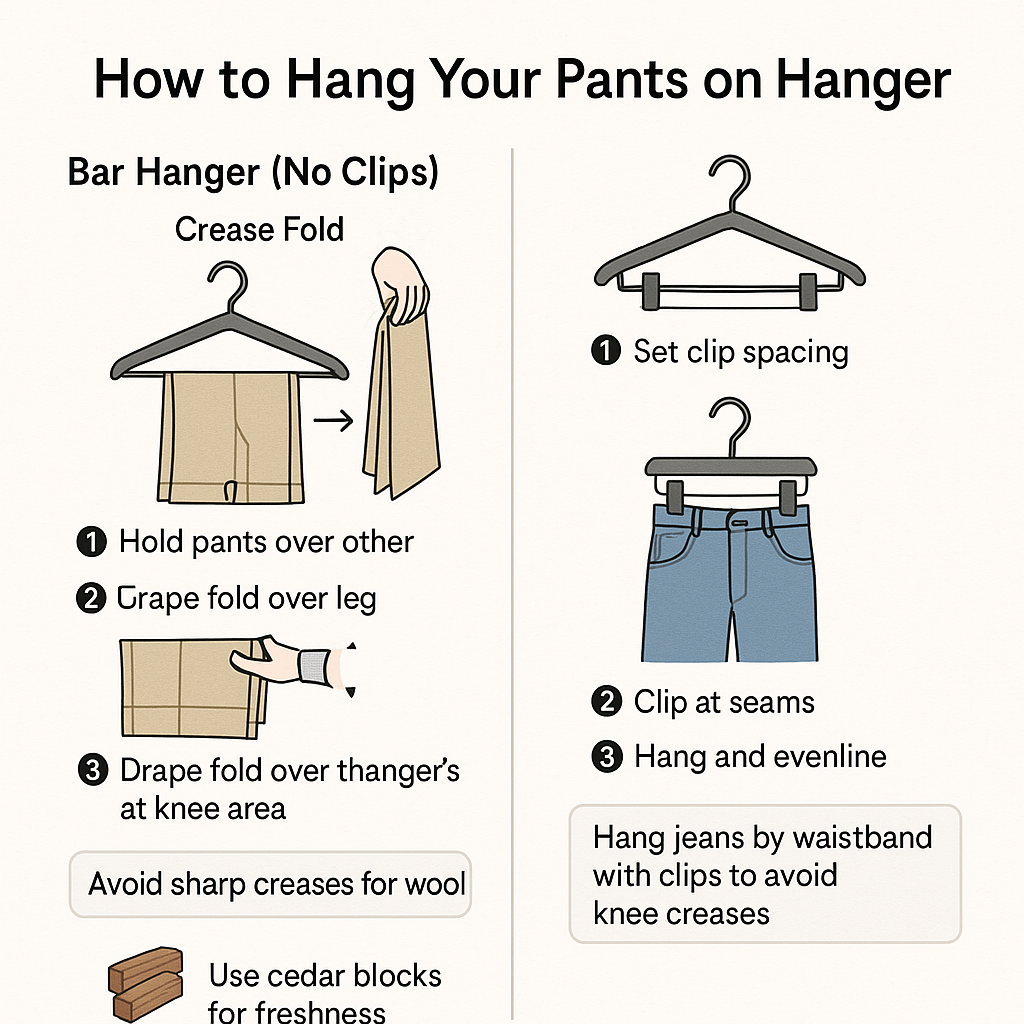 How to Hang Your Pants on Hanger
Bar Hanger (No Clips)
Crease Fold
1 Hold pants over other
2 Grape fold over leg
3 Drape fold over thanger's
at knee area
Avoid sharp creases for wool
Use cedar blocks
for freshness
1 Set clip spacing
2 Clip at seams
3 Hang and evenline
Hang jeans by waistband
with clips to avoid
knee creases